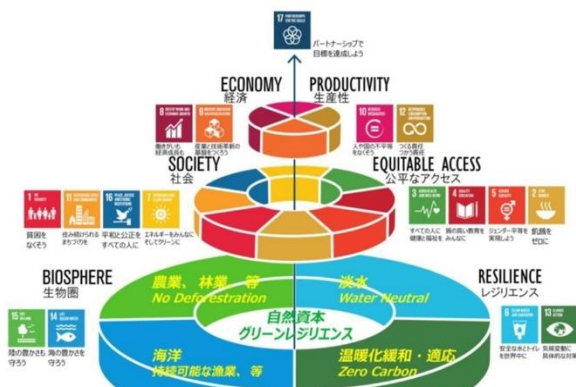 17 PARTNERSHIPS FOR THE GOALS
パートナーシップで
目標を達成しよう
ECONOMY
経済
PRODUCTIVITY
生産性
8
9
働きがいも
経済成長も
産業と技術革新の
基盤をつくろう
10
12
人や国の不平等
をなくそう
つくる責任
つかう責任
SOCIETY
社会
EQUITABLE ACCESS
公平なアクセス
1
11
16
7
貧困を
なくそう
住み続けられる
まちづくりを
平和と公正を
すべての人に
エネルギーをみんなに
そしてクリーンに
3
4
5
2
すべての人に
健康と福祉を
質の高い教育を
みんなに
ジェンダー平等を
実現しよう
飢餓を
ゼロに
BIOSPHERE
生物圏
RESILIENCE
レジリエンス
15
14
陸の豊かさも
守ろう
海の豊かさを
守ろう
6
13
安全な水とトイレ
を世界中に
気候変動に
具体的な対策
農業、林業、等
No Deforestration
淡水
Water Neutral
自然資本
グリーンレジリエンス
海洋
持続可能な漁業、等
温暖化緩和・適応
Zero Carbon